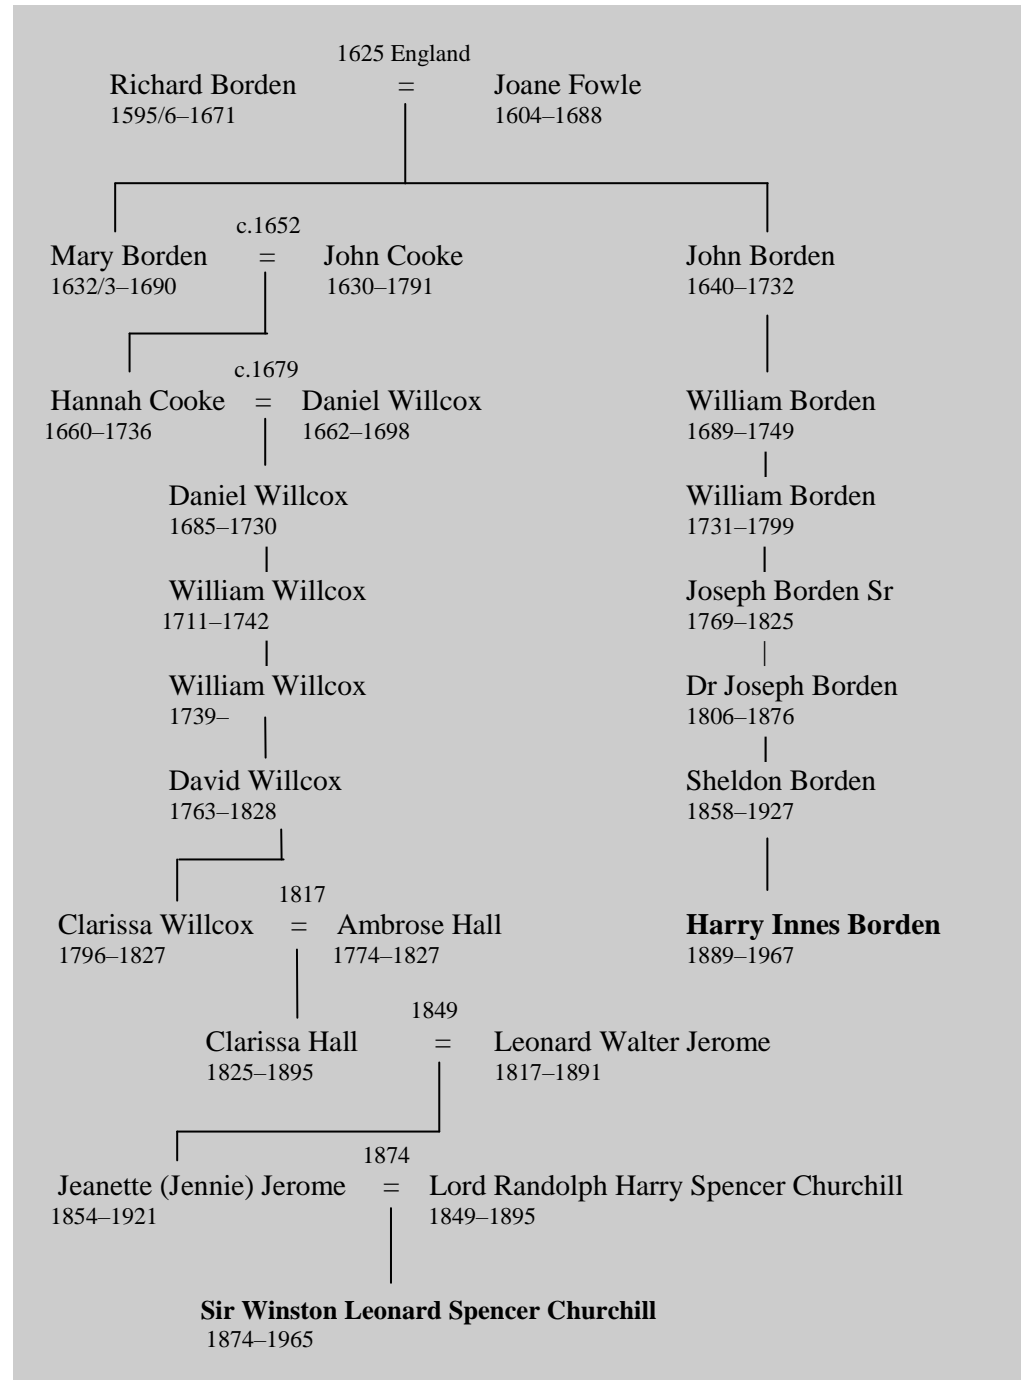 1625 England
Richard Borden = Joane Fowle
1595/6–1671 1604–1688
c.1652
Mary Borden = John Cooke John Borden
1632/3–1690 1630–1791 1640–1732
c.1679
Hannah Cooke = Daniel Willcox William Borden
1660–1736 1662–1698 1689–1749
Daniel Willcox William Borden
1685–1730 1731–1799
William Willcox Joseph Borden Sr
1711–1742 1769–1825
William Willcox Dr Joseph Borden
1739– 1806–1876
David Willcox Sheldon Borden
1763–1828 1858–1927
1817
Clarissa Willcox = Ambrose Hall Harry Innes Borden
1796–1827 1774–1827 1889–1967
1849
Clarissa Hall = Leonard Walter Jerome
1825–1895 1817–1891
1874
Jeanette (Jennie) Jerome = Lord Randolph Harry Spencer Churchill
1854–1921 1849–1895
Sir Winston Leonard Spencer Churchill
1874–1965